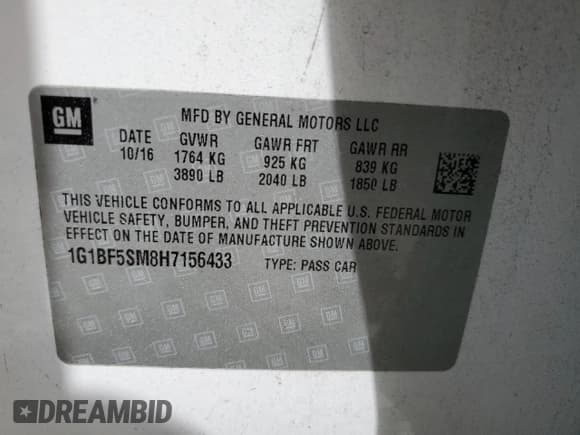 GM
MFD BY GENERAL MOTORS LLC
DATE GVWR GAWR FRT GAWR RR
10/16 1764 KG 925 KG 839 KG
3890 LB 2040 LB 1850 LB
THIS VEHICLE CONFORMS TO ALL APPLICABLE U.S. FEDERAL MOTOR
VEHICLE SAFETY, BUMPER, AND THEFT PREVENTION STANDARDS IN
EFFECT ON THE DATE OF MANUFACTURE SHOWN ABOVE.
1G1BF5SM8H7156433 TYPE: PASS CAR
DREAMBID